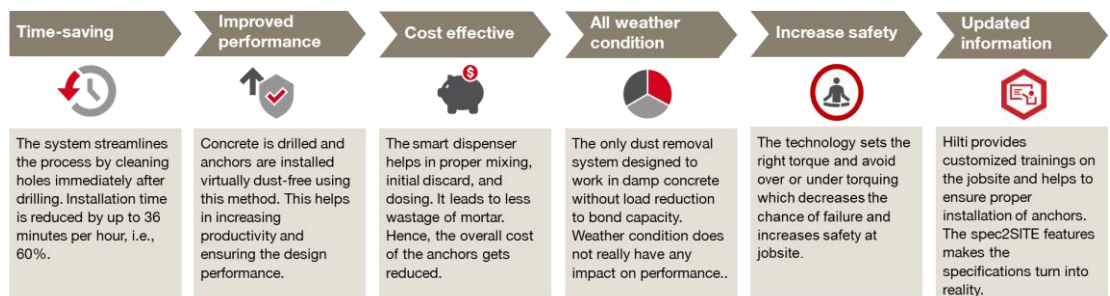 Time-saving
Improved
performance
Cost effective
All weather
condition
Increase safety
Updated
information
$
The system streamlines
the process by cleaning
holes immediately after
drilling. Installation time
is reduced by up to 36
minutes per hour, i.e.,
60%.
Concrete is drilled and
anchors are installed
virtually dust-free using
this method. This helps
in increasing
productivity and
ensuring the design
performance.
The smart dispenser
helps in proper mixing,
initial discard, and
dosing. It leads to less
wastage of mortar.
Hence, the overall cost
of the anchors gets
reduced.
The only dust removal
system designed to
work in damp concrete
without load reduction
to bond capacity.
Weather condition does
not really have any
impact on performance..
The technology sets the
right torque and avoid
over or under torquing
which decreases the
chance of failure and
increases safety at
jobsite.
Hilti provides
customized trainings on
the jobsite and helps to
ensure proper
installation of anchors.
The spec2SITE features
makes the
specifications turn into
reality.